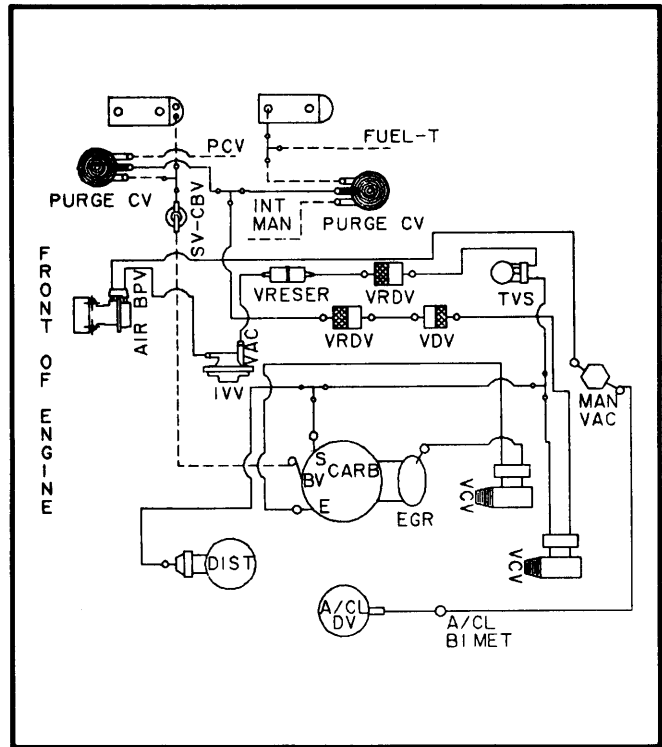 PCV
FUEL-T
PURGE CV
SV-CBV
INT
MAN
PURGE CV
FRONT OF ENGINE
AIR BPV
VRESER
VRDV
TVS
VRDV
VDV
VAC
IVV
MAN
VAC
S
BV
CARB
E
EGR
VCV
VCV
DIST
A/CL
DV
A/CL
BIMET